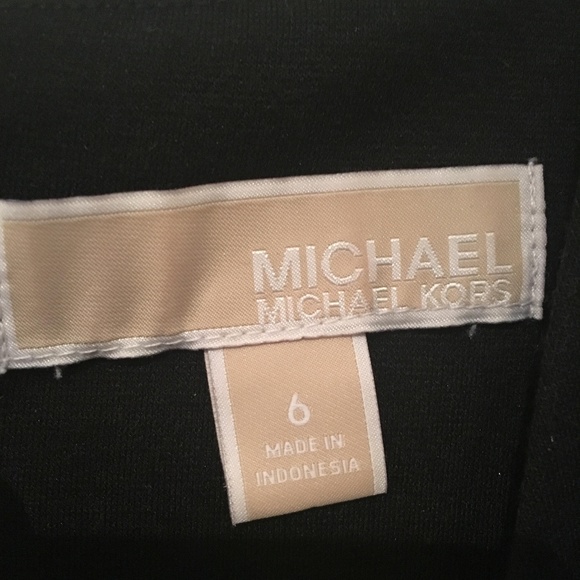 MICHAEL
MICHAEL KORS
6
MADE IN
INDONESIA